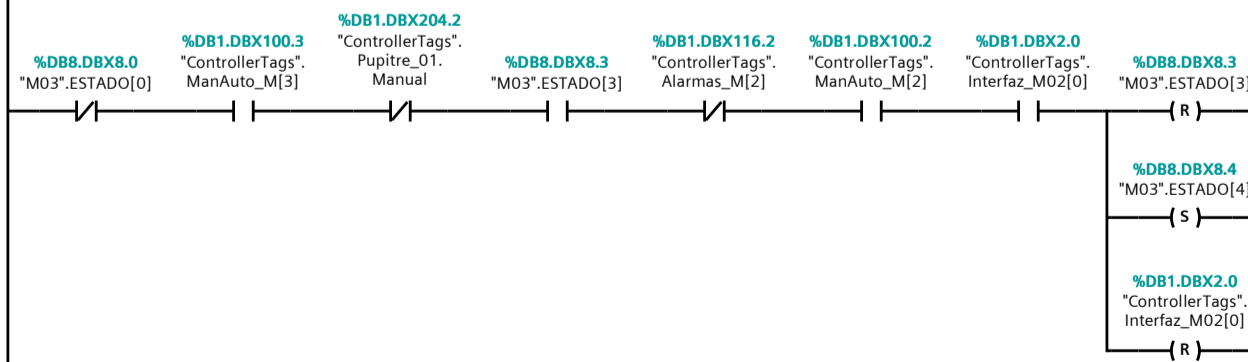 %DB8.DBX8.0
"M03".ESTADO[0]
%DB1.DBX100.3
"ControllerTags".
ManAuto_M[3]
%DB1.DBX204.2
"ControllerTags".
Pupitre_01.
Manual
%DB8.DBX8.3
"M03".ESTADO[3]
%DB1.DBX116.2
"ControllerTags".
Alarmas_M[2]
%DB1.DBX100.2
"ControllerTags".
ManAuto_M[2]
%DB1.DBX2.0
"ControllerTags".
Interfaz_M02[0]
%DB8.DBX8.3
"M03".ESTADO[3]
R
%DB8.DBX8.4
"M03".ESTADO[4]
S
%DB1.DBX2.0
"ControllerTags".
Interfaz_M02[0]
R